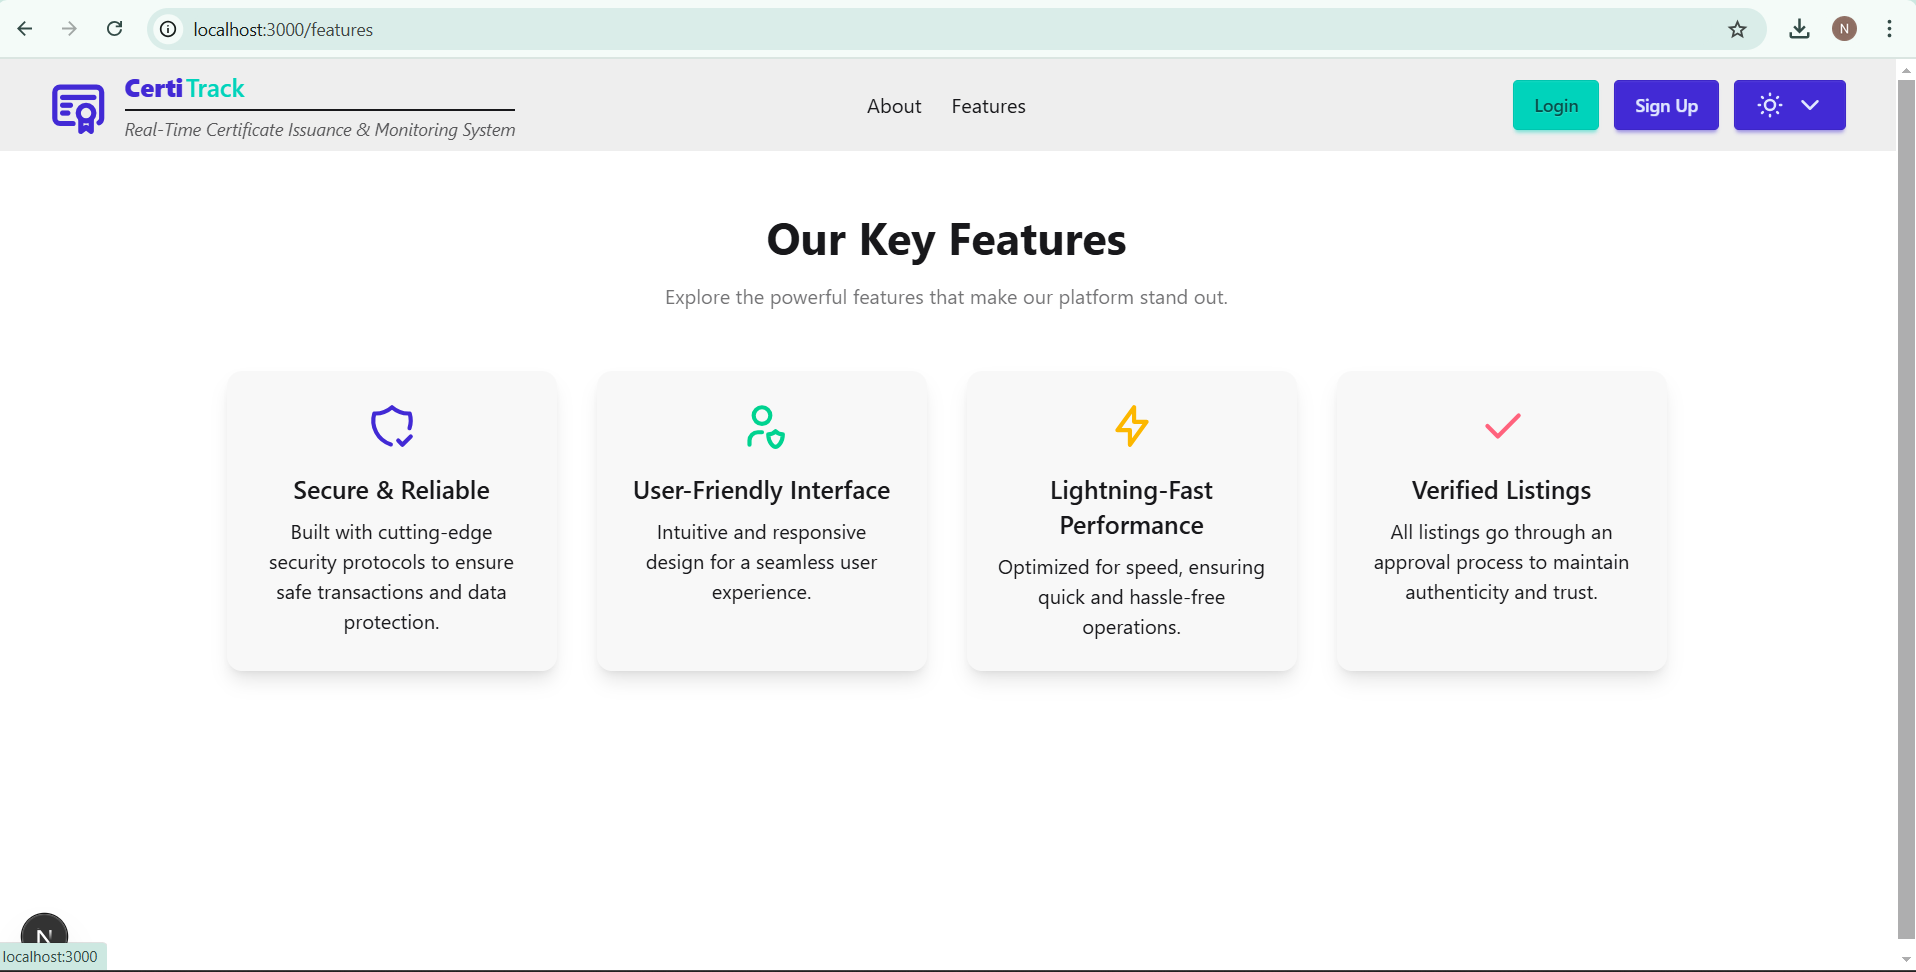 localhost:3000/features
N
CertiTrack
Real-Time Certificate Issuance & Monitoring System
About
Features
Login
Sign Up
Our Key Features
Explore the powerful features that make our platform stand out.
Secure & Reliable
Built with cutting-edge
security protocols to ensure
safe transactions and data
protection.
User-Friendly Interface
Intuitive and responsive
design for a seamless user
experience.
Lightning-Fast
Performance
Optimized for speed, ensuring
quick and hassle-free
operations.
Verified Listings
All listings go through an
approval process to maintain
authenticity and trust.
N
localhost:3000